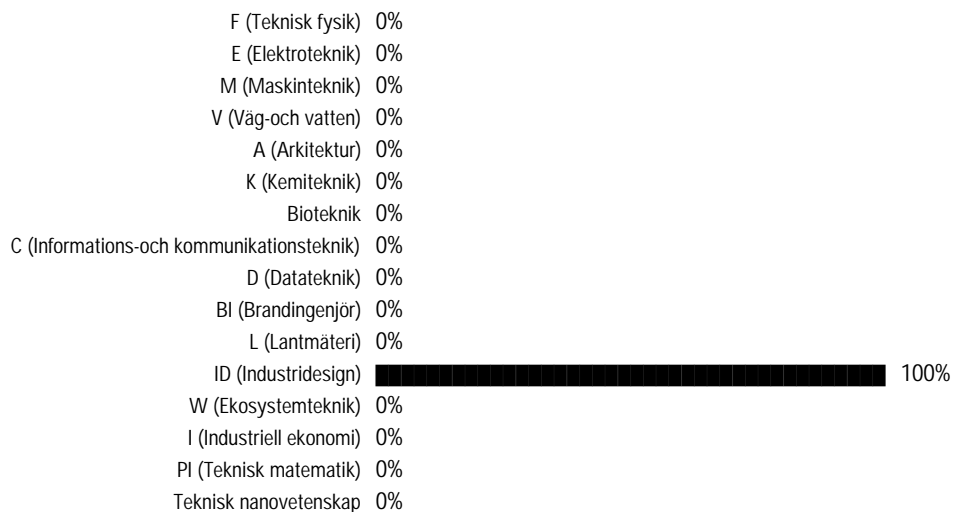 F (Teknisk fysik) 0%
E (Elektroteknik) 0%
M (Maskinteknik) 0%
V (Väg-och vatten) 0%
A (Arkitektur) 0%
K (Kemiteknik) 0%
Bioteknik 0%
C (Informations-och kommunikationsteknik) 0%
D (Datateknik) 0%
BI (Brandingenjör) 0%
L (Lantmäteri) 0%
ID (Industridesign) 100%
W (Ekosystemteknik) 0%
I (Industriell ekonomi) 0%
PI (Teknisk matematik) 0%
Teknisk nanovetenskap 0%